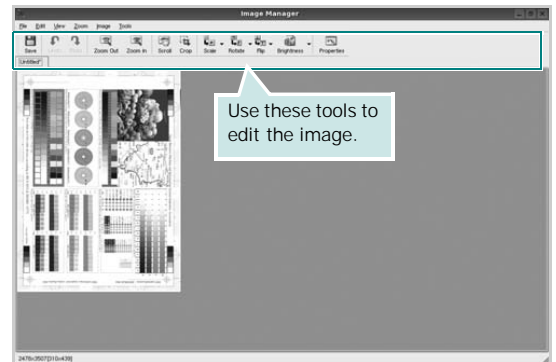 Image Manager
File Edit View Zoom Image Tools
Save Undo Redo Zoom Out Zoom In Scroll Crop Scale Rotate Flip Brightness Properties
Untitled*
Use these tools to
edit the image.
2476x3507[310x438]